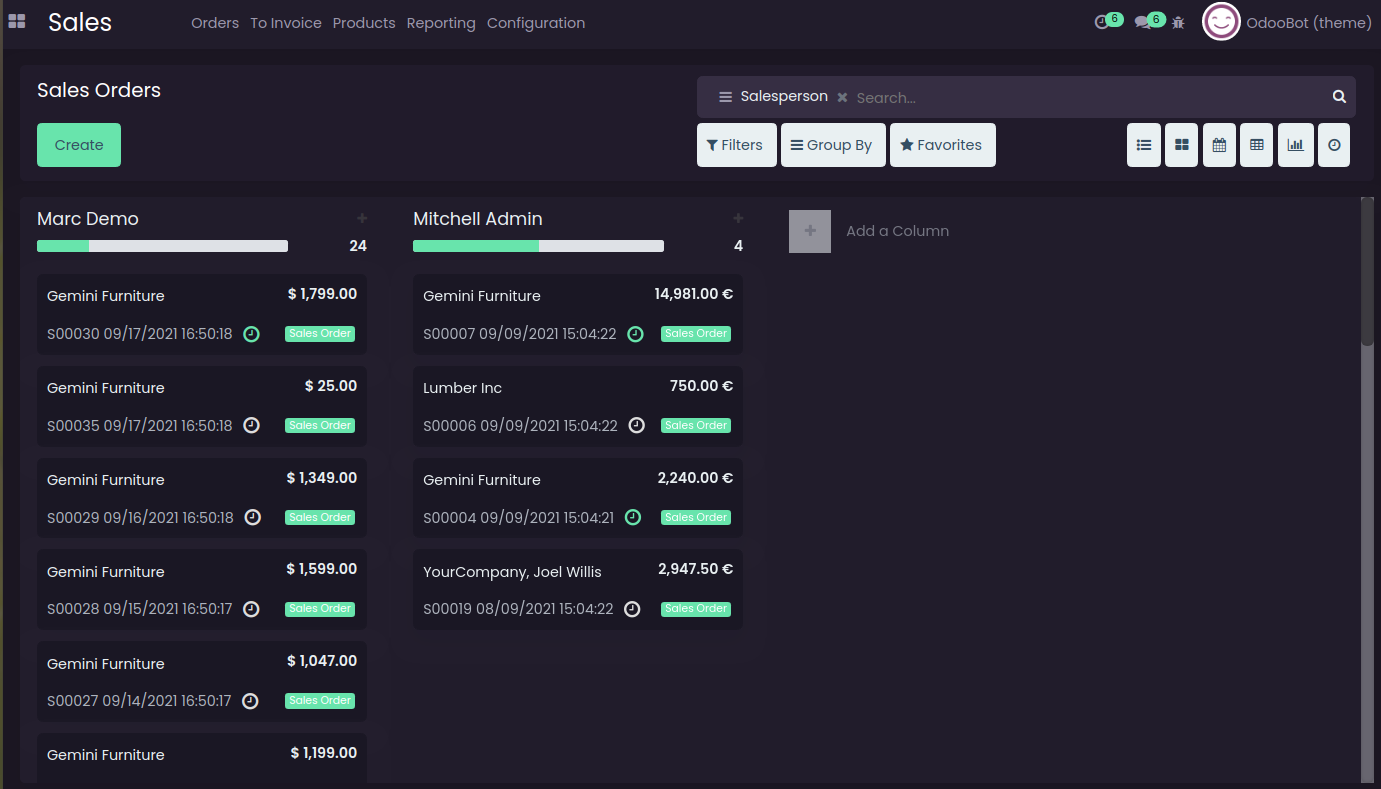 Sales Orders To Invoice Products Reporting Configuration 6 6 OdooBot (theme)
Sales Orders
Salesperson × Search...
Create Filters Group By Favorites
Marc Demo +
24
Gemini Furniture $ 1,799.00
S00030 09/17/2021 16:50:18 Sales Order
Gemini Furniture $ 25.00
S00035 09/17/2021 16:50:18 Sales Order
Gemini Furniture $ 1,349.00
S00029 09/16/2021 16:50:18 Sales Order
Gemini Furniture $ 1,599.00
S00028 09/15/2021 16:50:17 Sales Order
Gemini Furniture $ 1,047.00
S00027 09/14/2021 16:50:17 Sales Order
Gemini Furniture $ 1,199.00
Mitchell Admin +
4
Gemini Furniture 14,981.00 €
S00007 09/09/2021 15:04:22 Sales Order
Lumber Inc 750.00 €
S00006 09/09/2021 15:04:22 Sales Order
Gemini Furniture 2,240.00 €
S00004 09/09/2021 15:04:21 Sales Order
YourCompany, Joel Willis 2,947.50 €
S00019 08/09/2021 15:04:22 Sales Order
+ Add a Column